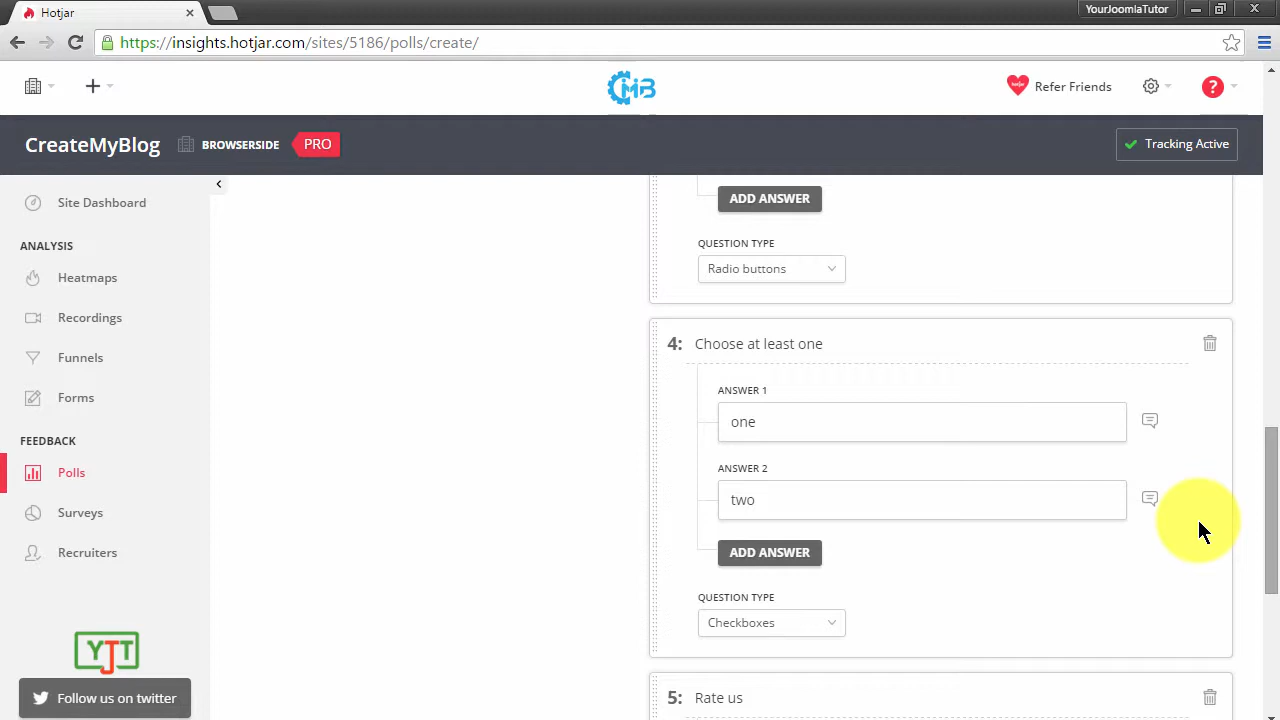 Hotjar
YourJoomlaTutor
https://insights.hotjar.com/sites/5186/polls/create/
CMB
hotjar
Refer Friends
?
CreateMyBlog
BROWSERSIDE
PRO
Tracking Active
Site Dashboard
ANALYSIS
Heatmaps
Recordings
Funnels
Forms
FEEDBACK
Polls
Surveys
Recruiters
YJT
Follow us on twitter
ADD ANSWER
QUESTION TYPE
Radio buttons
4: Choose at least one
ANSWER 1
one
ANSWER 2
two
ADD ANSWER
QUESTION TYPE
Checkboxes
5: Rate us